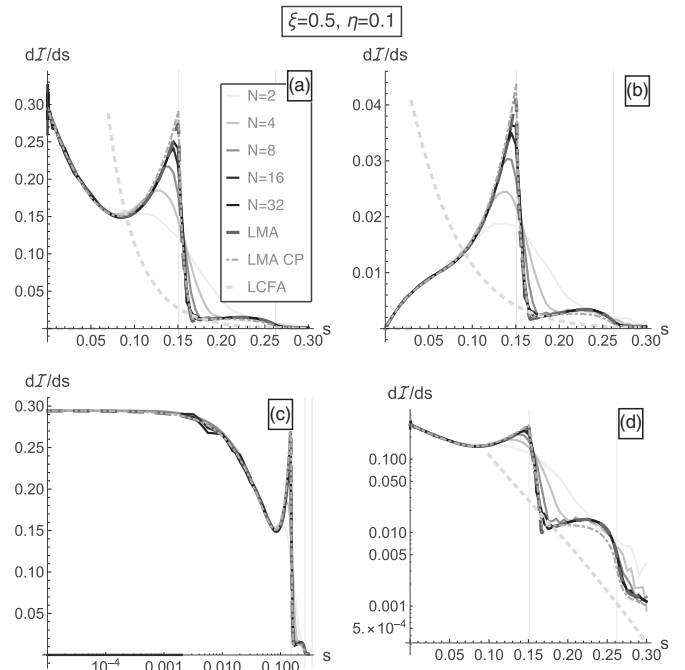 ξ=0.5, η=0.1
dI/ds
(a)
0.30
0.25
0.20
0.15
0.10
0.05
0.05 0.10 0.15 0.20 0.25 0.30 s
N=2
N=4
N=8
N=16
N=32
LMA
LMA CP
LCFA
dI/ds
(b)
0.04
0.03
0.02
0.01
0.05 0.10 0.15 0.20 0.25 0.30 s
dI/ds
(c)
0.30
0.25
0.20
0.15
0.10
0.05
10⁻⁴ 0.001 0.010 0.100 s
dI/ds
(d)
0.100
0.050
0.010
0.005
0.001
5.×10⁻⁴
0.05 0.10 0.15 0.20 0.25 0.30 s